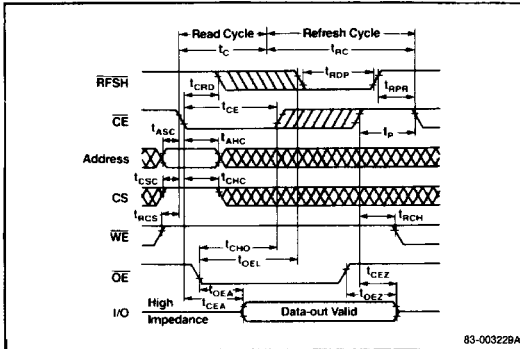 Read Cycle Refresh Cycle
tC tRC
RFSH
tRDP
tCRD tRPR
tCE
CE
tASC tAHC tP
Address
tCSC tCHC
CS
tRCS tRCH
WE
tCHO
tOEL tCEZ
OE
tOEA tOEZ
tCEA
I/O High Impedance Data-out Valid
83-003229A